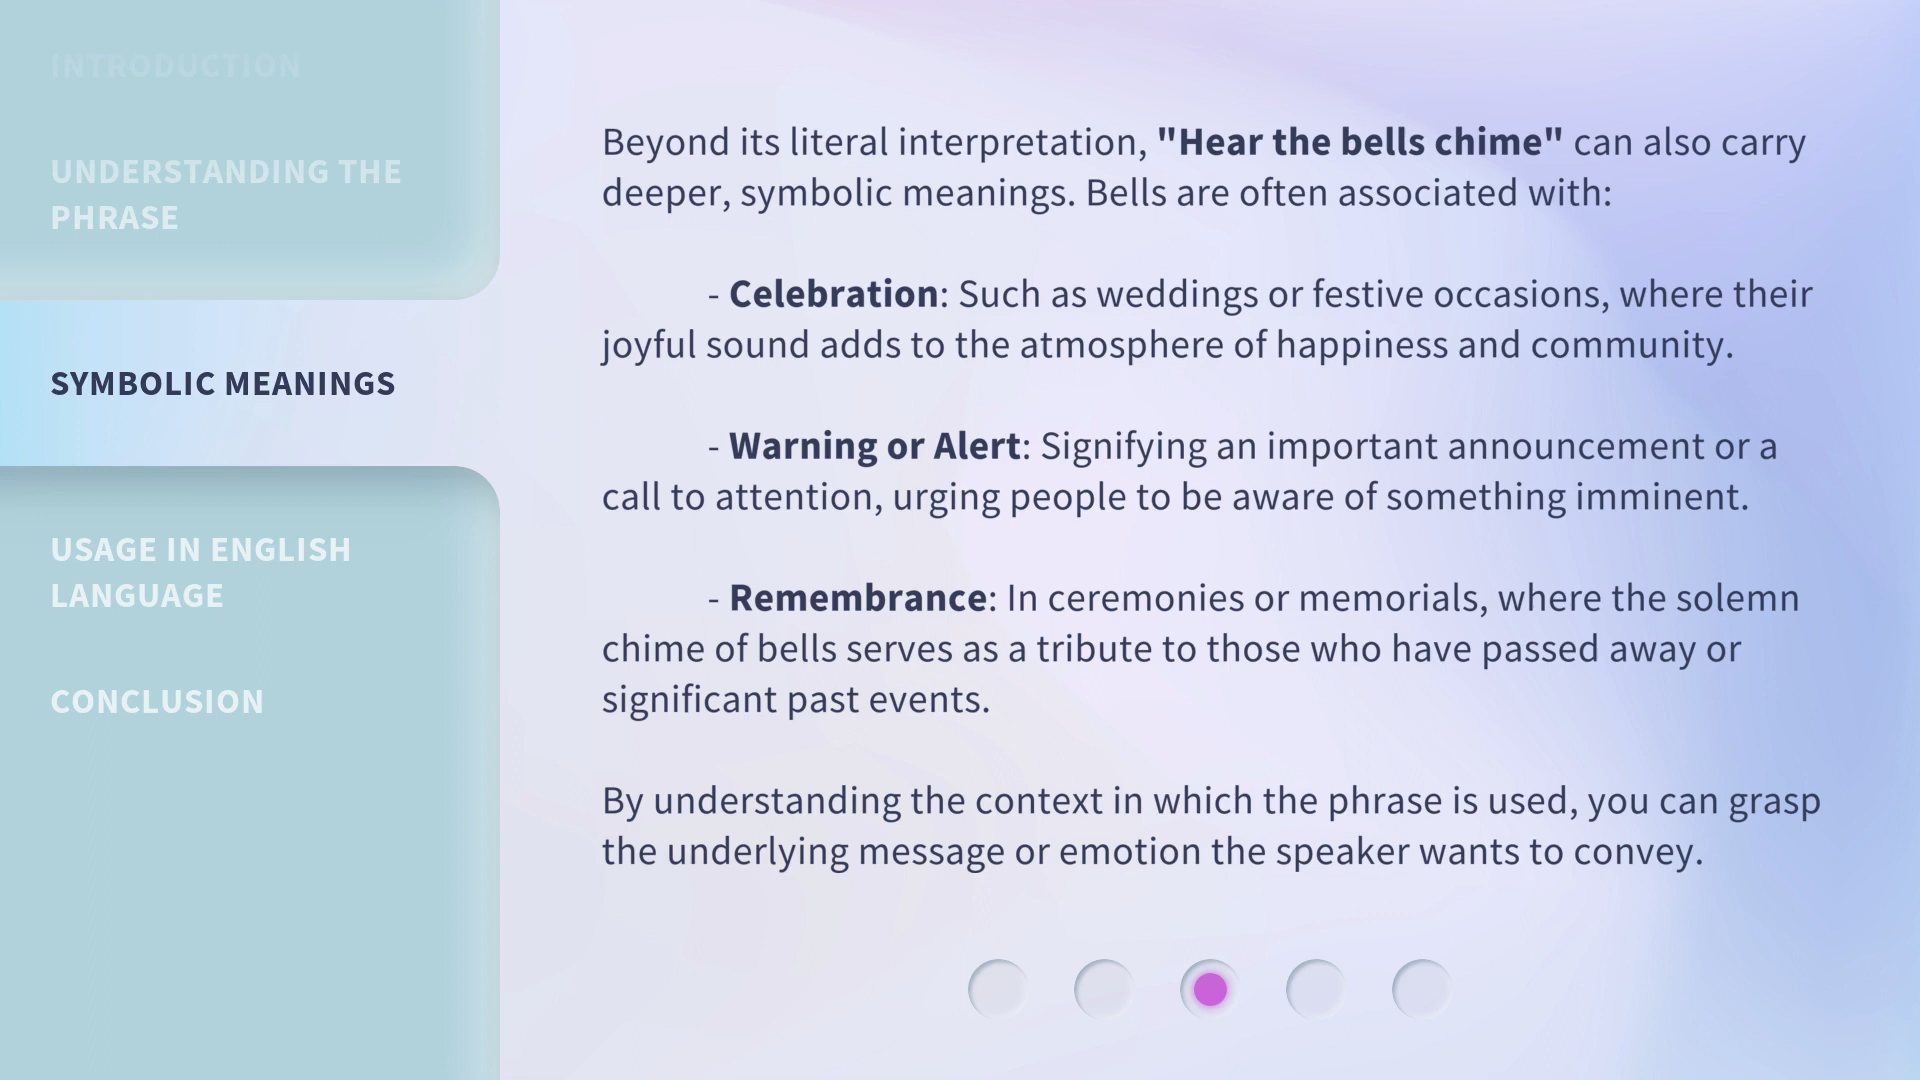 INTRODUCTION
UNDERSTANDING THE
PHRASE
SYMBOLIC MEANINGS
USAGE IN ENGLISH
LANGUAGE
CONCLUSION
Beyond its literal interpretation, "Hear the bells chime" can also carry
deeper, symbolic meanings. Bells are often associated with:
- Celebration: Such as weddings or festive occasions, where their
joyful sound adds to the atmosphere of happiness and community.
- Warning or Alert: Signifying an important announcement or a
call to attention, urging people to be aware of something imminent.
- Remembrance: In ceremonies or memorials, where the solemn
chime of bells serves as a tribute to those who have passed away or
significant past events.
By understanding the context in which the phrase is used, you can grasp
the underlying message or emotion the speaker wants to convey.